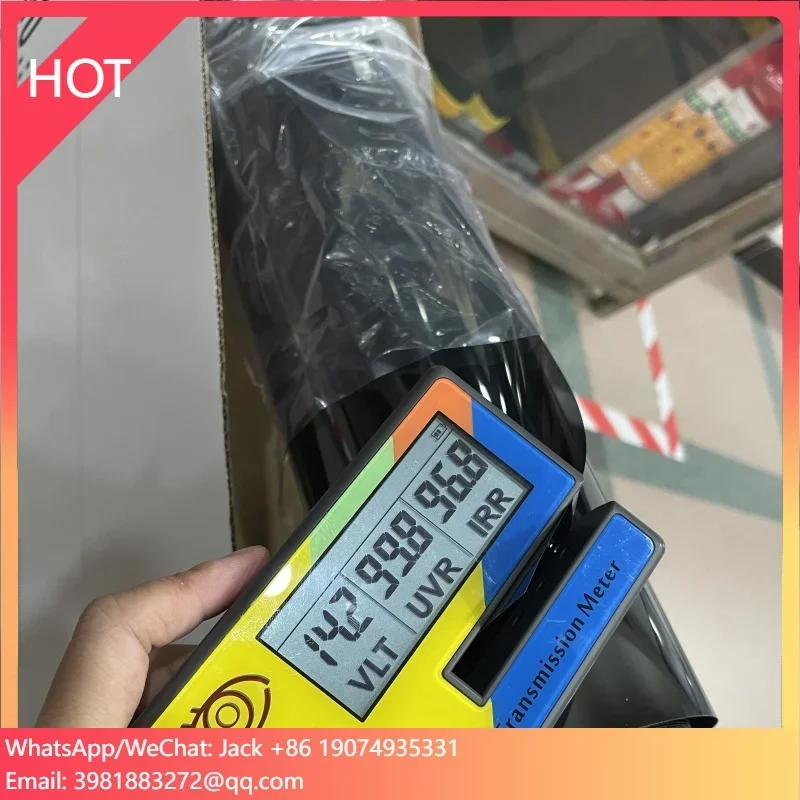 HOT
14.2 99.8 96.8
VLT UVR IRR
Transmission Meter
WhatsApp/WeChat: Jack +86 19074935331
Email: 3981883272@qq.com